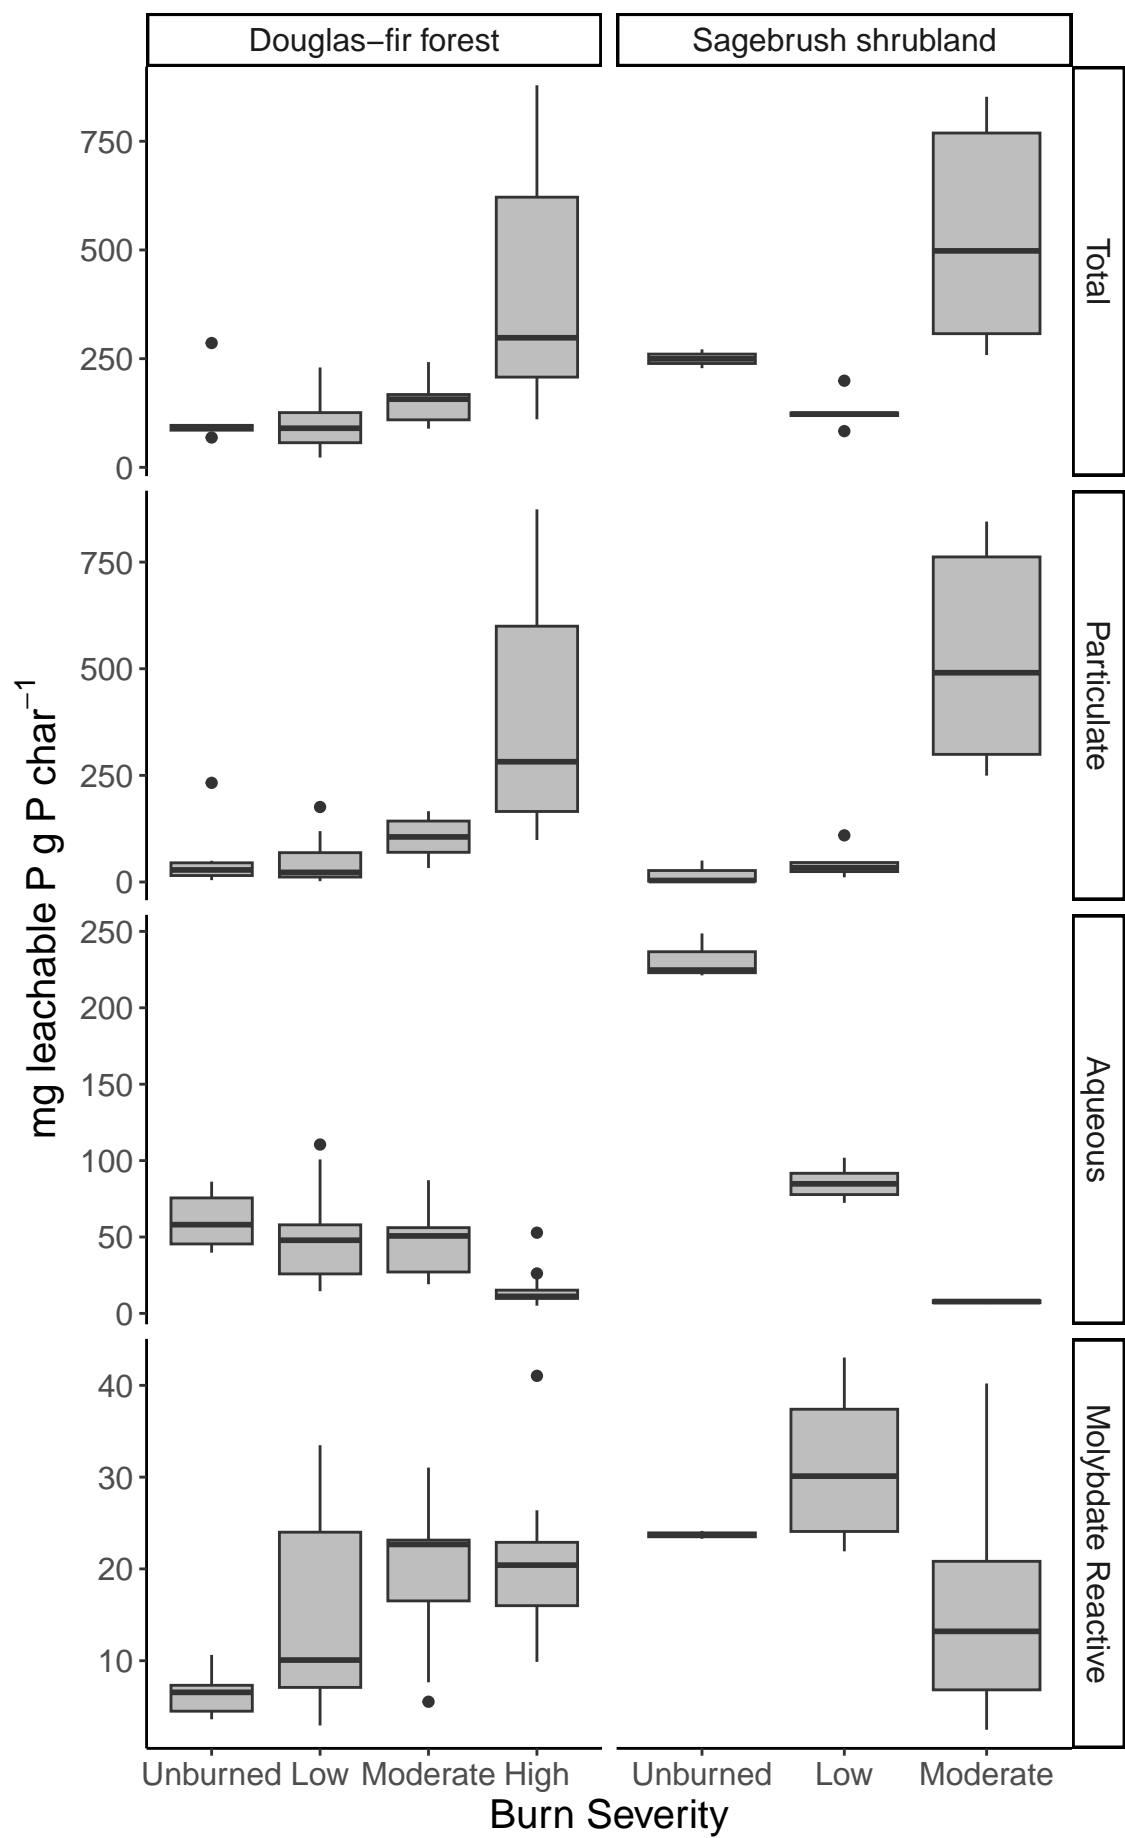 Douglas–fir forest
Sagebrush shrubland
mg leachable P g P char⁻¹
750
500
250
0
Total
750
500
250
0
Particulate
250
200
150
100
50
0
Aqueous
40
30
20
10
Molybdate Reactive
Unburned Low Moderate High
Unburned Low Moderate
Burn Severity